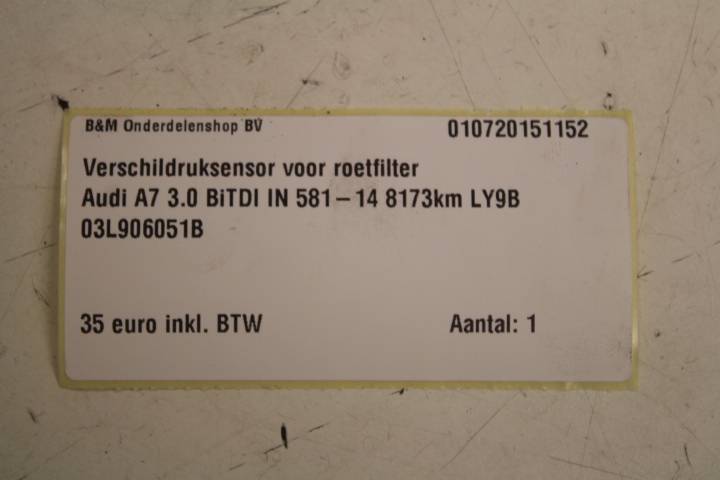 B&M Onderdelenshop BV 010720151152
Verschildruksensor voor roetfilter
Audi A7 3.0 BiTDI IN 581-14 8173km LY9B
03L906051B
35 euro inkl. BTW Aantal: 1